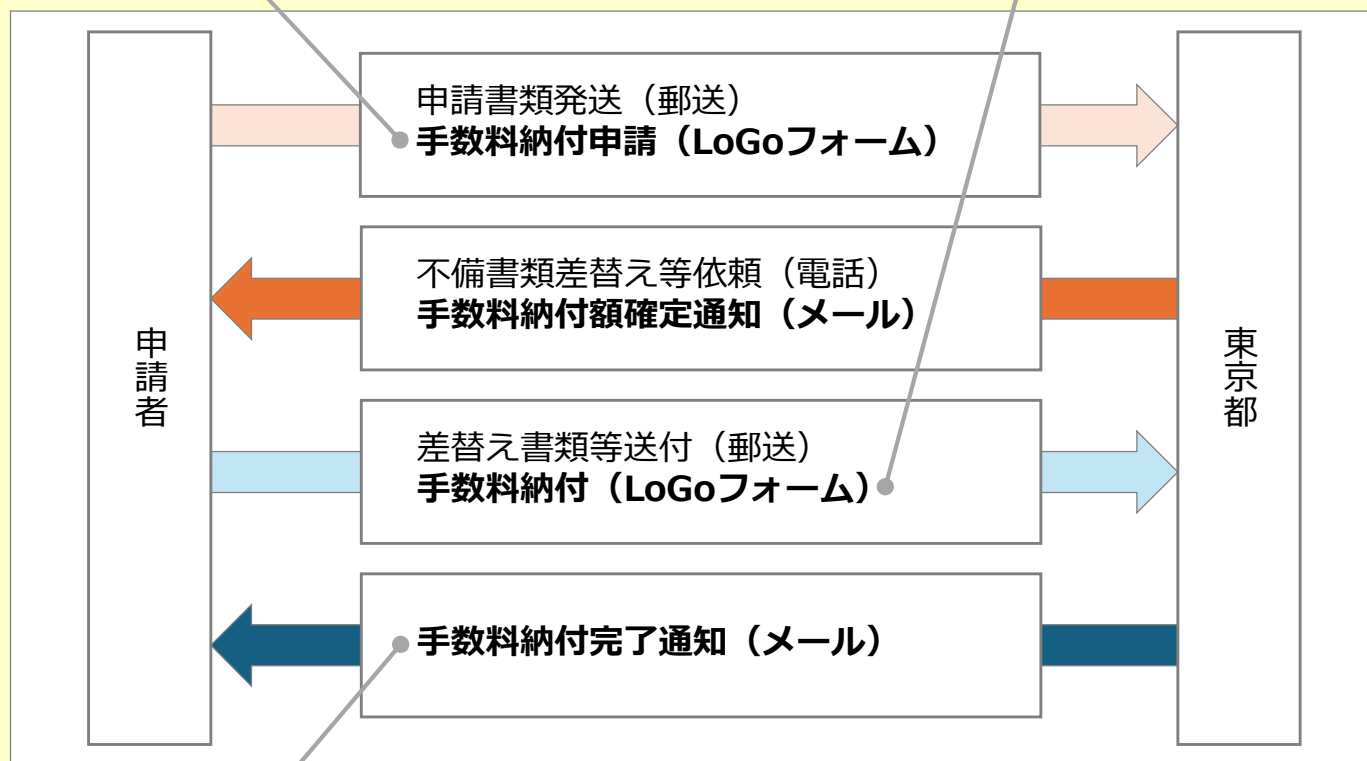 申請書類発送（郵送）
手数料納付申請（LoGoフォーム）
不備書類差替え等依頼（電話）
手数料納付額確定通知（メール）
申請者
東京都
差替え書類等送付（郵送）
手数料納付（LoGoフォーム）
手数料納付完了通知（メール）